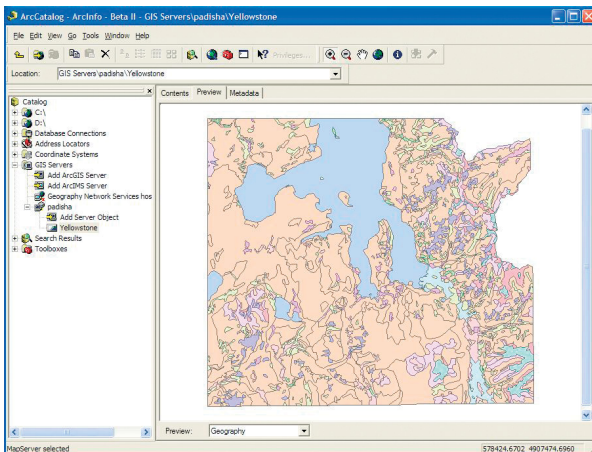 ArcCatalog - ArcInfo - Beta II - GIS Servers\padisha\Yellowstone
File Edit View Go Tools Window Help
Privileges...
Location: GIS Servers\padisha\Yellowstone
Contents Preview Metadata
Catalog
C:\
D:\
Database Connections
Address Locators
Coordinate Systems
GIS Servers
Add ArcGIS Server
Add ArcIMS Server
Geography Network Services hos
padisha
Add Server Object
Yellowstone
Search Results
Toolboxes
Preview: Geography
MapServer selected
578424.6702 4907474.6960